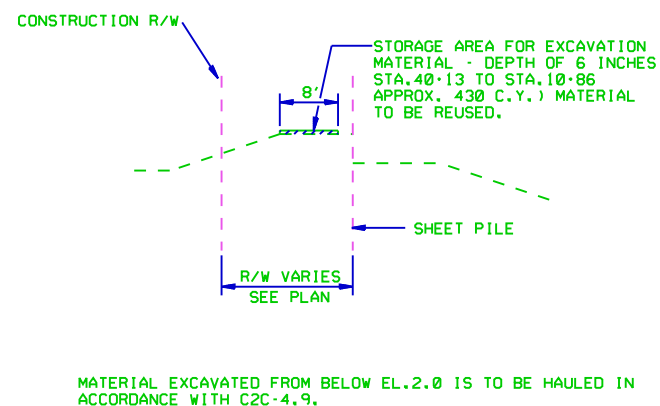 CONSTRUCTION R/W
STORAGE AREA FOR EXCAVATION
MATERIAL - DEPTH OF 6 INCHES
STA.40+13 TO STA.10+86
APPROX. 430 C.Y.) MATERIAL
TO BE REUSED.
8'
SHEET PILE
R/W VARIES
SEE PLAN
MATERIAL EXCAVATED FROM BELOW EL.2.0 IS TO BE HAULED IN
ACCORDANCE WITH C2C-4.9.